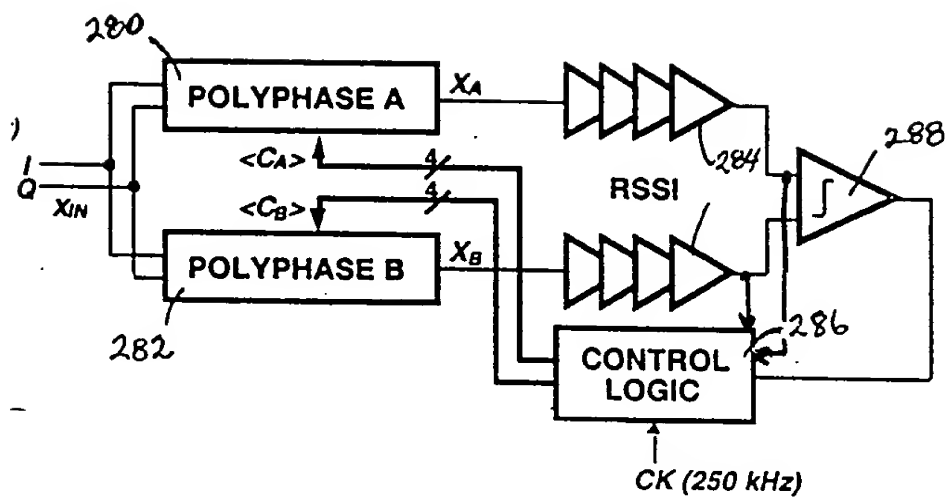 280
POLYPHASE A
XA
I
Q
XIN
<CA>
4
<CB>
4
RSSI
284
288
POLYPHASE B
XB
282
286
CONTROL
LOGIC
CK (250 kHz)